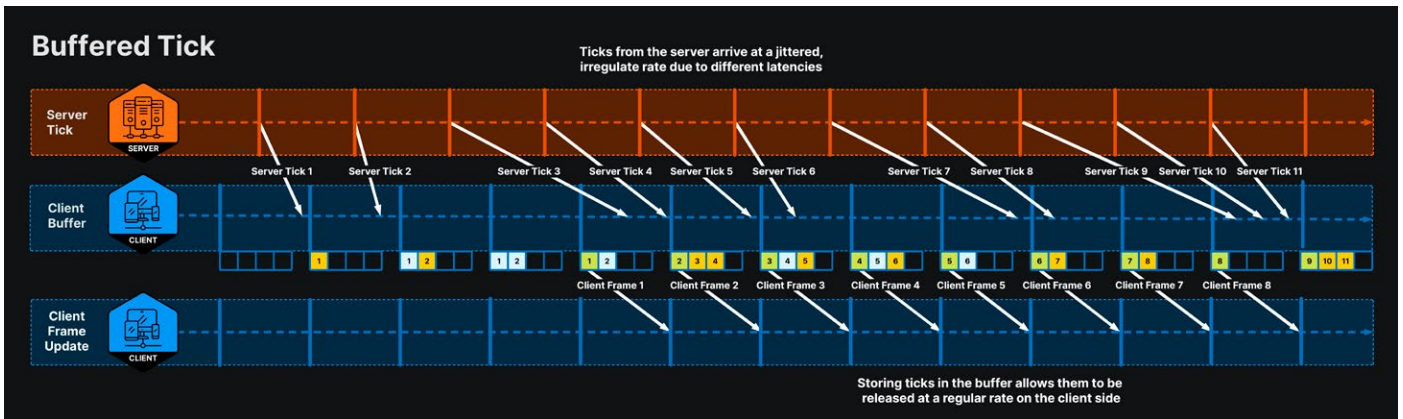 Buffered Tick
Ticks from the server arrive at a jittered,
irregulate rate due to different latencies
Server
Tick
SERVER
Server Tick 1
Server Tick 2
Server Tick 3
Server Tick 4
Server Tick 5
Server Tick 6
Server Tick 7
Server Tick 8
Server Tick 9
Server Tick 10
Server Tick 11
Client
Buffer
CLIENT
1
1 2
1 2
1 2
2 3 4
3 4 5
4 5 6
5 6
6 7
7 8
8
9 10 11
Client Frame 1
Client Frame 2
Client Frame 3
Client Frame 4
Client Frame 5
Client Frame 6
Client Frame 7
Client Frame 8
Client
Frame
Update
CLIENT
Storing ticks in the buffer allows them to be
released at a regular rate on the client side